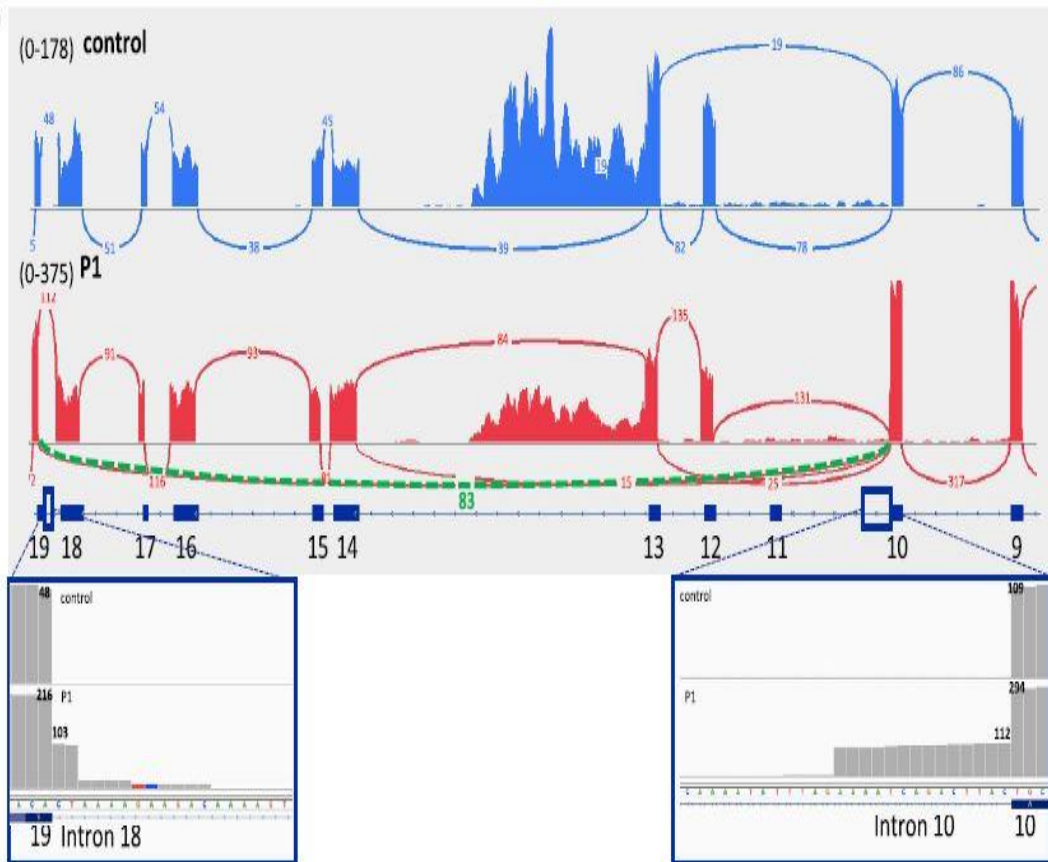 (0-178) control
19
86
48
54
45
19
5
51
38
39
82
78
(0-375) P1
112
91
93
84
135
131
116
15
25
317
83
19 18 17 16 15 14 13 12 11 10 9
48 control
216 P1
103
19 Intron 18
control 109
P1 294
112
A A A A T A T T T A G A A A A T C A G A C T T A C T G C
Intron 10 10